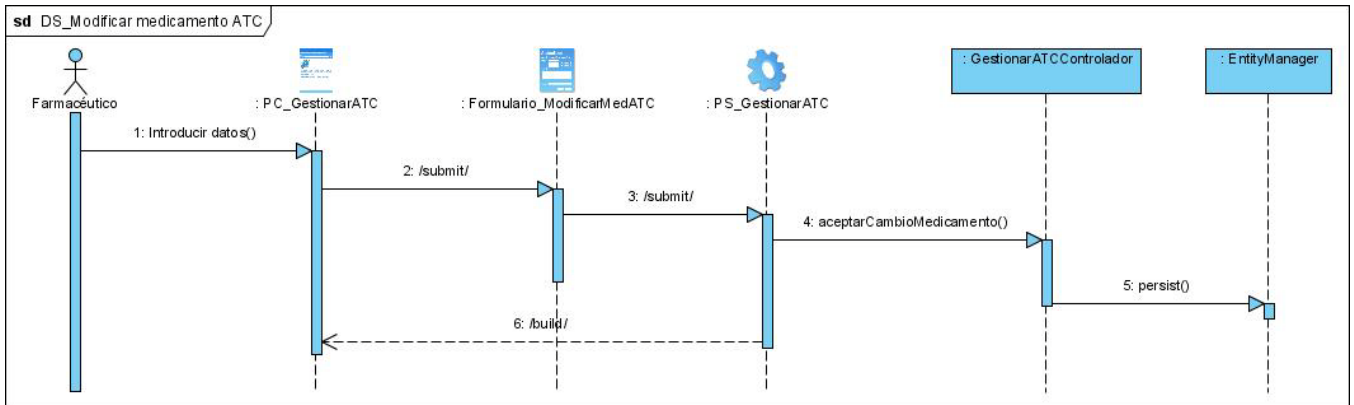 sd DS_Modificar medicamento ATC
Farmacéutico
: PC_GestionarATC
: Formulario_ModificarMedATC
: PS_GestionarATC
: GestionarATCControlador
: EntityManager
1: Introducir datos()
2: /submit/
3: /submit/
4: aceptarCambioMedicamento()
5: persist()
6: /build/